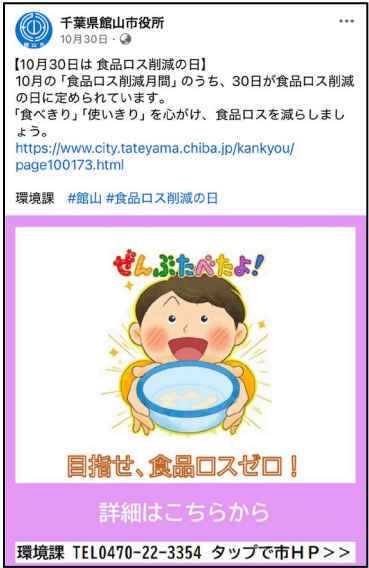 千葉県館山市役所
10月30日
【10月30日は 食品ロス削減の日】
10月の「食品ロス削減月間」のうち、30日が食品ロス削減
の日に定められています。
「食べきり」「使いきり」を心がけ、食品ロスを減らしまし
ょう。
https://www.city.tateyama.chiba.jp/kankyou/
page100173.html
環境課 #館山 #食品ロス削減の日
ぜんぶたべたよ!
目指せ、食品ロスゼロ!
詳細はこちらから
環境課 TEL0470-22-3354 タップで市HP>>